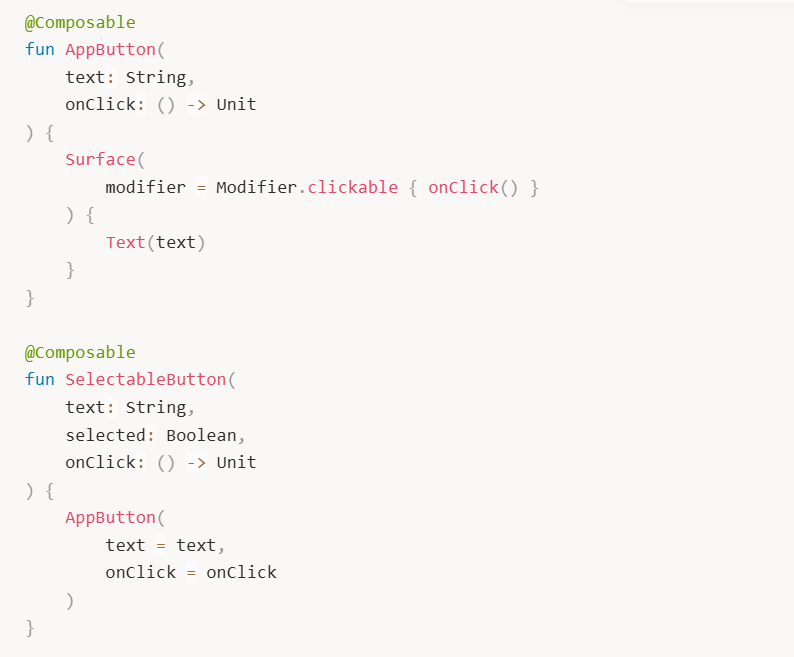 @Composable
fun AppButton(
    text: String,
    onClick: () -> Unit
) {
    Surface(
        modifier = Modifier.clickable { onClick() }
    ) {
        Text(text)
    }
}

@Composable
fun SelectableButton(
    text: String,
    selected: Boolean,
    onClick: () -> Unit
) {
    AppButton(
        text = text,
        onClick = onClick
    )
}